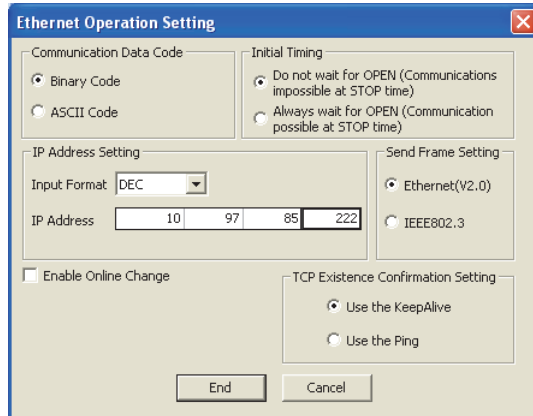 Ethernet Operation Setting
Communication Data Code
Binary Code
ASCII Code
Initial Timing
Do not wait for OPEN (Communications
impossible at STOP time)
Always wait for OPEN (Communication
possible at STOP time)
IP Address Setting
Input Format DEC
IP Address 10 97 85 222
Send Frame Setting
Ethernet(V2.0)
IEEE802.3
Enable Online Change
TCP Existence Confirmation Setting
Use the KeepAlive
Use the Ping
End Cancel